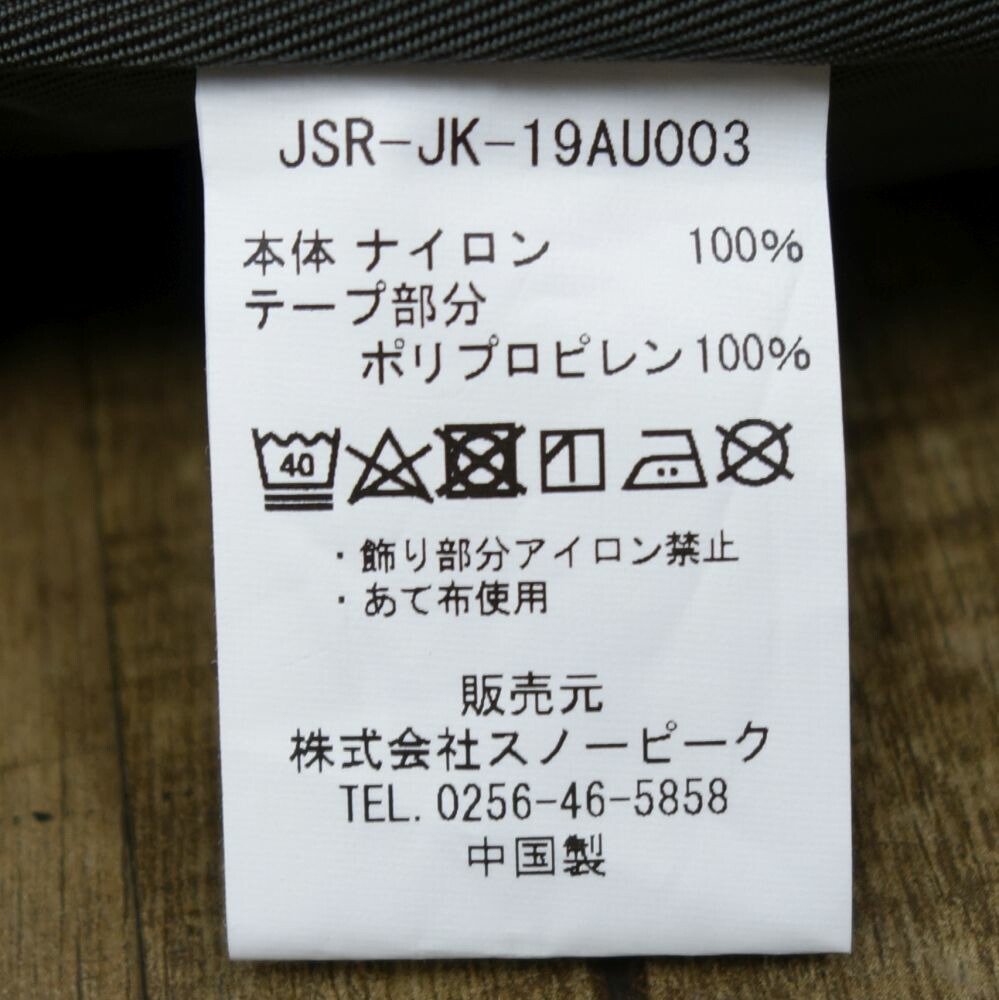 JSR-JK-19AU003
本体 ナイロン 100%
テープ部分
ポリプロピレン100%
40
・飾り部分アイロン禁止
・あて布使用
販売元
株式会社スノーピーク
TEL.0256-46-5858
中国製